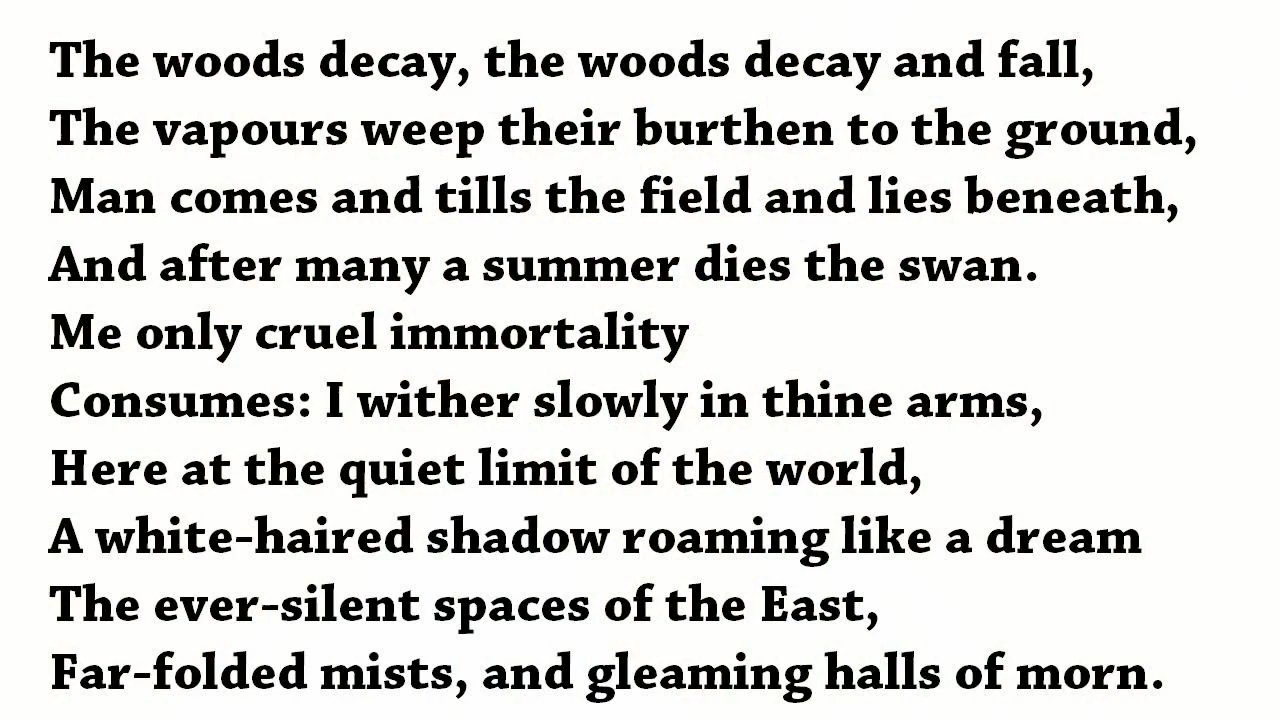 The woods decay, the woods decay and fall,
The vapours weep their burthen to the ground,
Man comes and tills the field and lies beneath,
And after many a summer dies the swan.
Me only cruel immortality
Consumes: I wither slowly in thine arms,
Here at the quiet limit of the world,
A white-haired shadow roaming like a dream
The ever-silent spaces of the East,
Far-folded mists, and gleaming halls of morn.